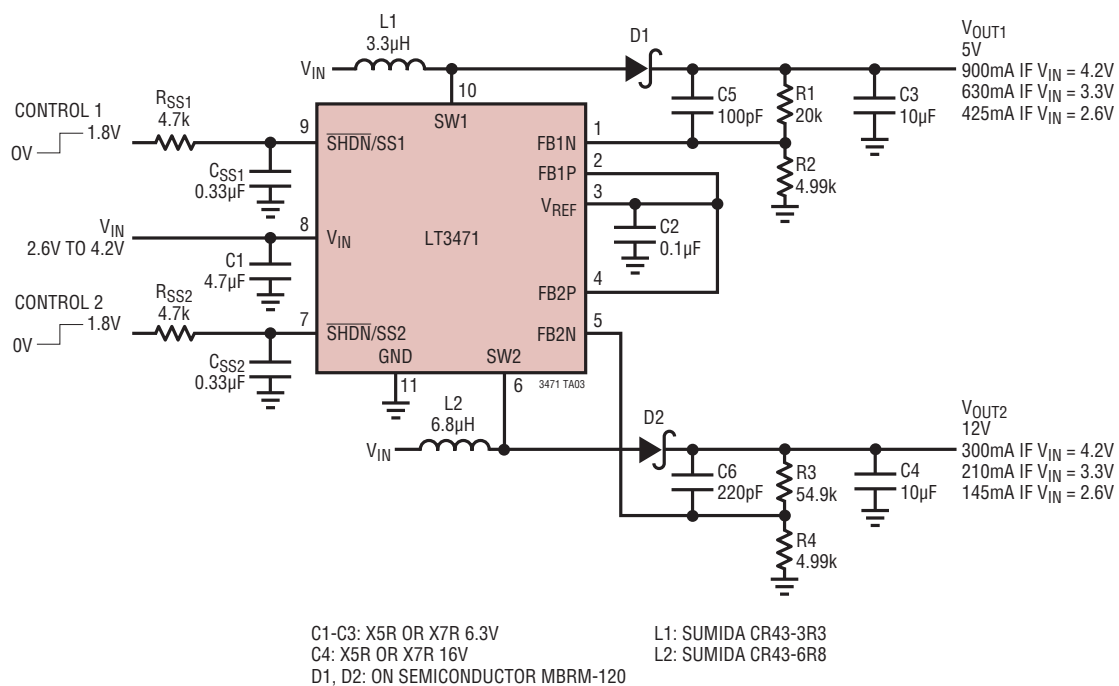 L1
3.3µH
VIN
D1
VOUT1
5V
900mA IF VIN = 4.2V
630mA IF VIN = 3.3V
425mA IF VIN = 2.6V
10
SW1
C5
100pF
R1
20k
C3
10µF
CONTROL 1
1.8V
0V
RSS1
4.7k
9
SHDN/SS1
CSS1
0.33µF
1
FB1N
2
FB1P
3
VREF
R2
4.99k
VIN
2.6V TO 4.2V
8
VIN
LT3471
C2
0.1µF
C1
4.7µF
4
FB2P
CONTROL 2
1.8V
0V
RSS2
4.7k
7
SHDN/SS2
5
FB2N
CSS2
0.33µF
GND
SW2
11
6
3471 TA03
L2
6.8µH
VIN
D2
VOUT2
12V
300mA IF VIN = 4.2V
210mA IF VIN = 3.3V
145mA IF VIN = 2.6V
C6
220pF
R3
54.9k
C4
10µF
R4
4.99k
C1-C3: X5R OR X7R 6.3V
C4: X5R OR X7R 16V
D1, D2: ON SEMICONDUCTOR MBRM-120
L1: SUMIDA CR43-3R3
L2: SUMIDA CR43-6R8